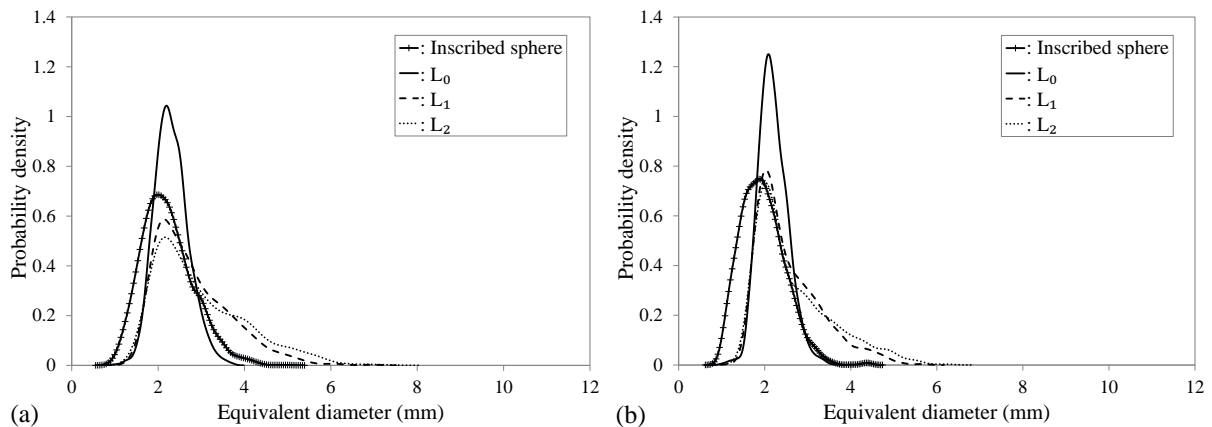 1.4
1.2
1
0.8
0.6
0.4
0.2
0
Probability density
: Inscribed sphere
: L₀
: L₁
: L₂
0 2 4 6 8 10 12
(a) Equivalent diameter (mm)
1.4
1.2
1
0.8
0.6
0.4
0.2
0
Probability density
: Inscribed sphere
: L₀
: L₁
: L₂
0 2 4 6 8 10 12
(b) Equivalent diameter (mm)